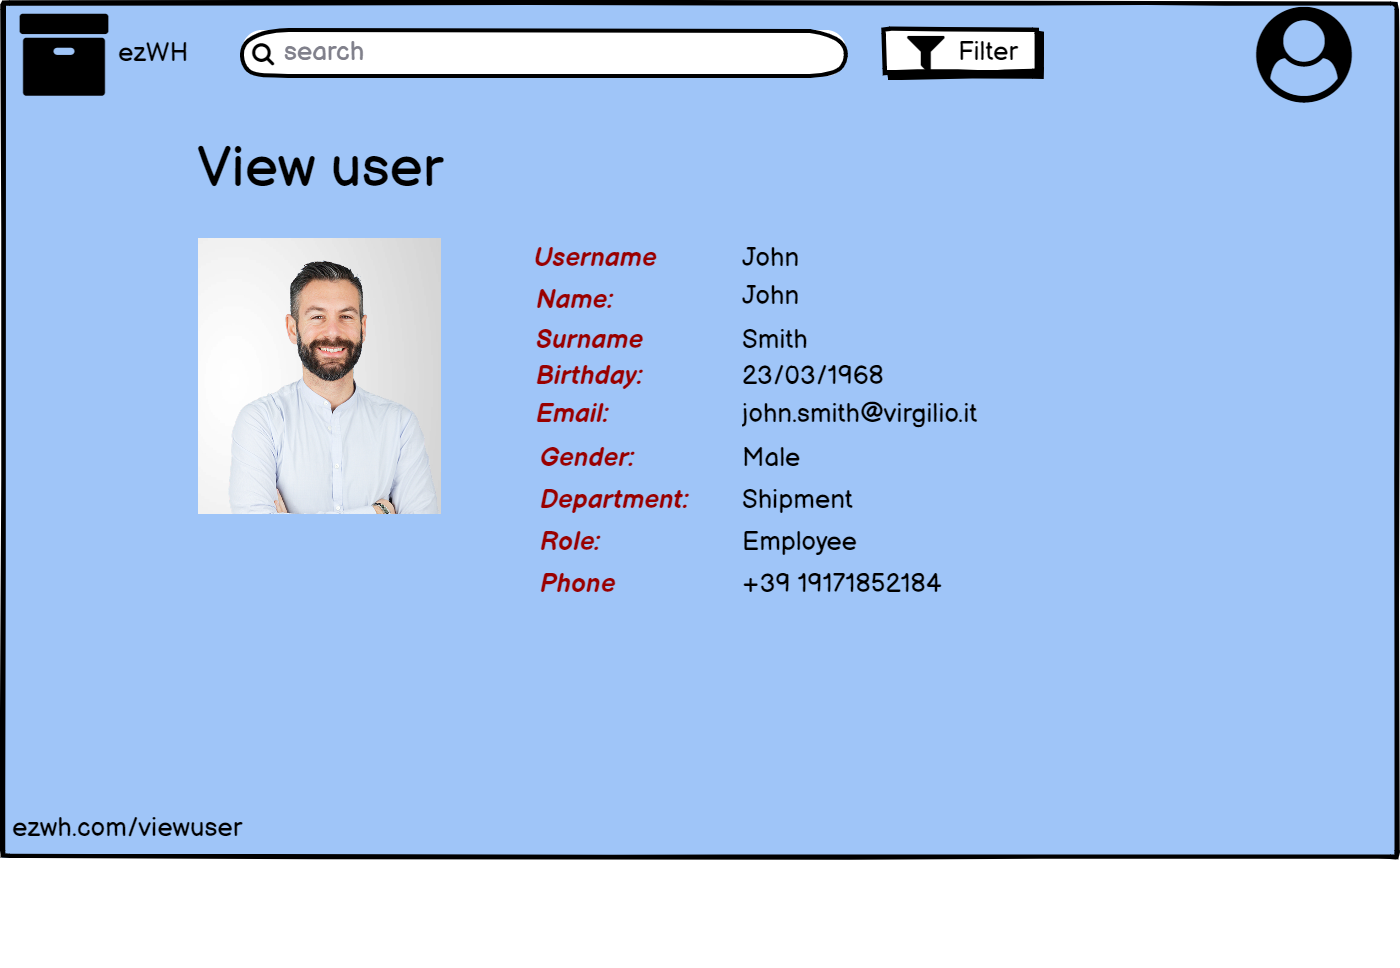 ezWH
search
Filter
View user
Username John
Name: John
Surname Smith
Birthday: 23/03/1968
Email: john.smith@virgilio.it
Gender: Male
Department: Shipment
Role: Employee
Phone +39 19171852184
ezwh.com/viewuser